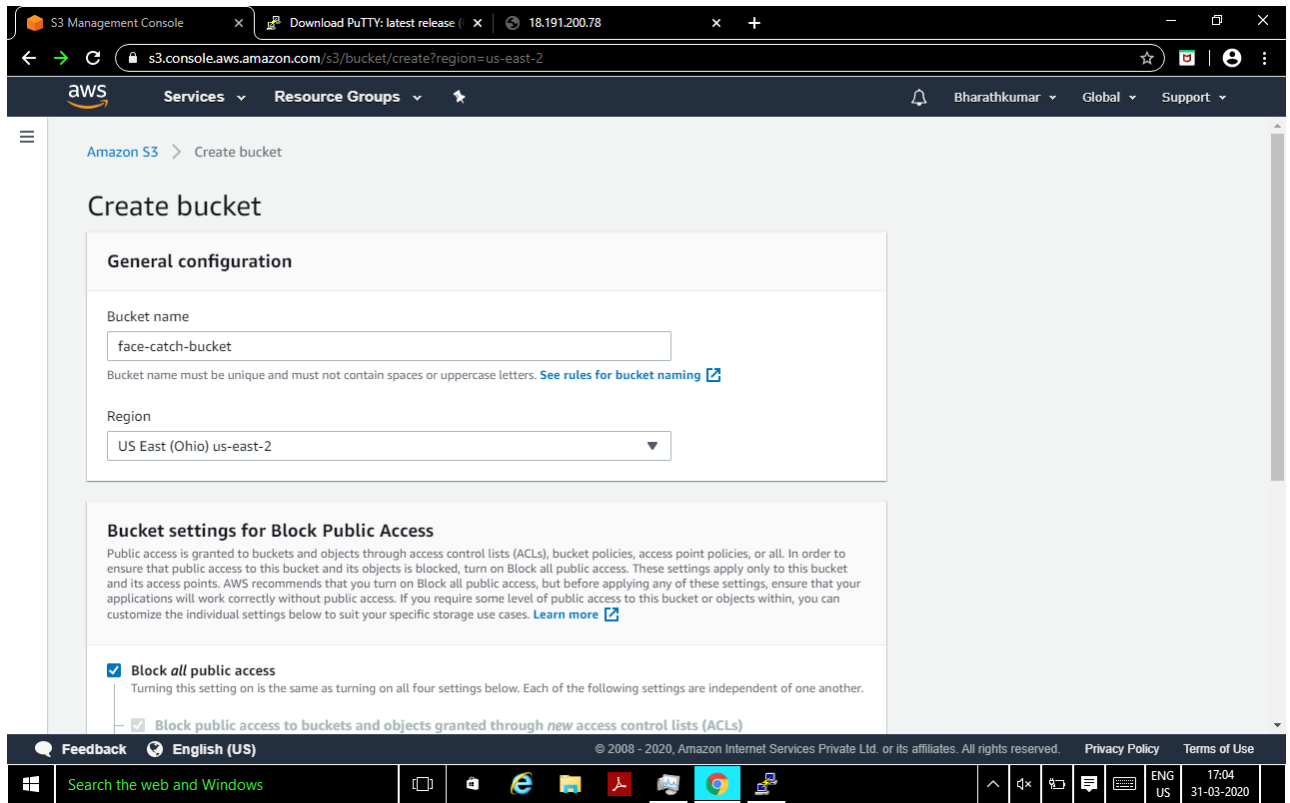 S3 Management Console
Download PuTTY: latest release (
18.191.200.78
s3.console.aws.amazon.com/s3/bucket/create?region=us-east-2
aws Services Resource Groups Bharathkumar Global Support
Amazon S3 > Create bucket
Create bucket
General configuration
Bucket name
face-catch-bucket
Bucket name must be unique and must not contain spaces or uppercase letters. See rules for bucket naming
Region
US East (Ohio) us-east-2
Bucket settings for Block Public Access
Public access is granted to buckets and objects through access control lists (ACLs), bucket policies, access point policies, or all. In order to
ensure that public access to this bucket and its objects is blocked, turn on Block all public access. These settings apply only to this bucket
and its access points. AWS recommends that you turn on Block all public access, but before applying any of these settings, ensure that your
applications will work correctly without public access. If you require some level of public access to this bucket or objects within, you can
customize the individual settings below to suit your specific storage use cases. Learn more
Block all public access
Turning this setting on is the same as turning on all four settings below. Each of the following settings are independent of one another.
Block public access to buckets and objects granted through new access control lists (ACLs)
Feedback English (US) © 2008 - 2020, Amazon Internet Services Private Ltd. or its affiliates. All rights reserved. Privacy Policy Terms of Use
Search the web and Windows
ENG
US
17:04
31-03-2020